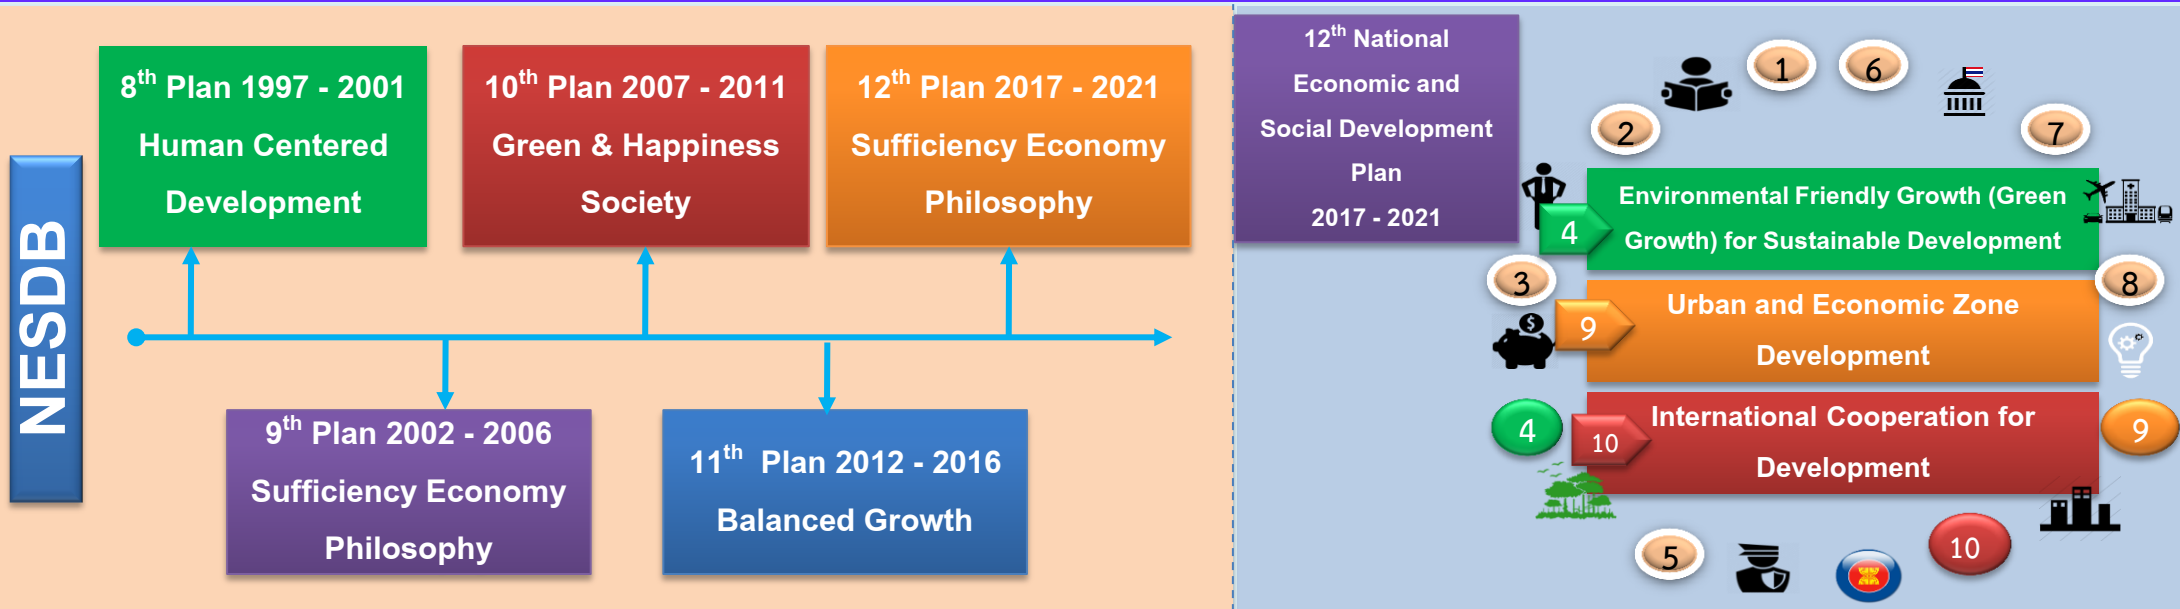 NESDB
8th Plan 1997 - 2001
Human Centered
Development
10th Plan 2007 - 2011
Green & Happiness
Society
12th Plan 2017 - 2021
Sufficiency Economy
Philosophy
9th Plan 2002 - 2006
Sufficiency Economy
Philosophy
11th Plan 2012 - 2016
Balanced Growth
12th National
Economic and
Social Development
Plan
2017 - 2021
1
6
2
7
4
Environmental Friendly Growth (Green
Growth) for Sustainable Development
3
8
$
9
Urban and Economic Zone
Development
4
10
International Cooperation for
Development
9
5
10